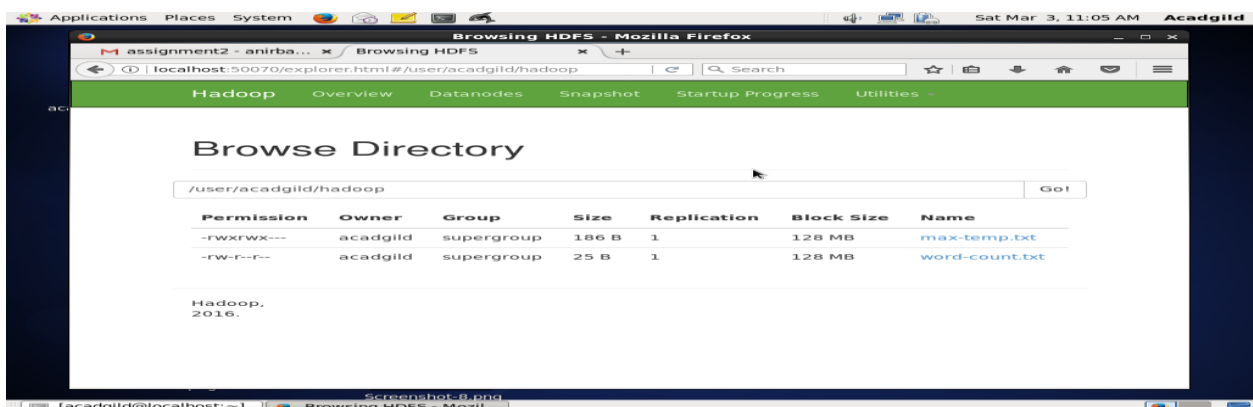 Applications Places System Sat Mar 3, 11:05 AM Acadgild
Browsing HDFS - Mozilla Firefox
assignment2 - anirba... × Browsing HDFS × +
localhost:50070/explorer.html#/user/acadgild/hadoop Search
Hadoop Overview Datanodes Snapshot Startup Progress Utilities
aca
Browse Directory
/user/acadgild/hadoop Go!
Permission Owner Group Size Replication Block Size Name
-rwxrwx--- acadgild supergroup 186 B 1 128 MB max-temp.txt
-rw-r--r-- acadgild supergroup 25 B 1 128 MB word-count.txt
Hadoop,
2016.
Screenshot-8.png
[acadgild@localhost:~] Browsing HDFS - Mozil...